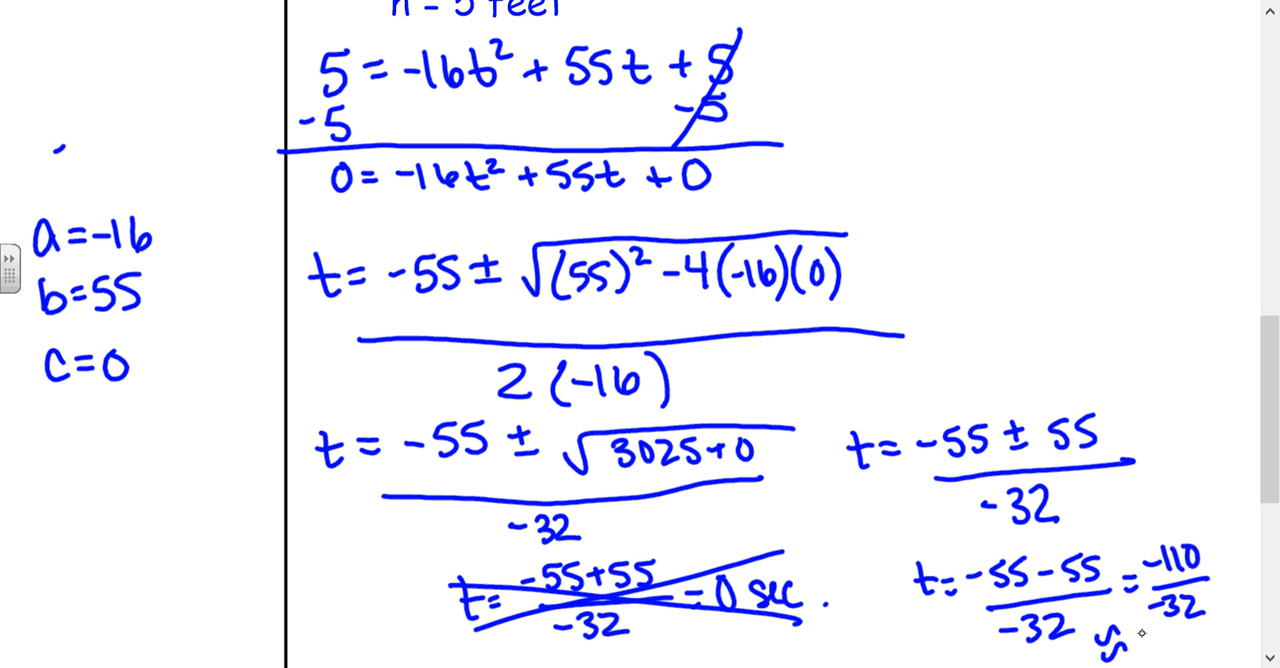 h = 5 feet
5 = -16t² + 55t + 5
-5 -5
0 = -16t² + 55t + 0
a = -16
b = 55
c = 0
t = -55 ± √(55)² - 4(-16)(0)
2(-16)
t = -55 ± √3025+0
-32
t = -55 ± 55
-32
t = -55+55 = 0 sec.
-32
t = -55-55 = -110
-32 -32
≈